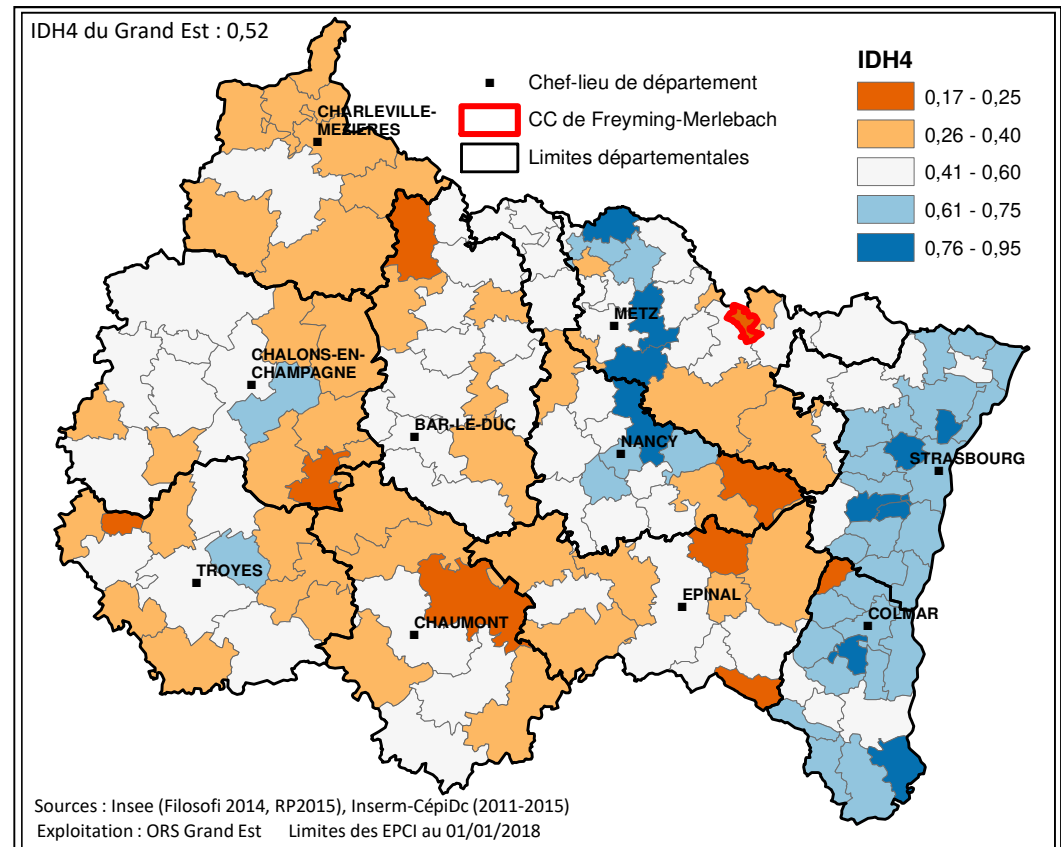 IDH4 du Grand Est : 0,52
IDH4
Chef-lieu de département
CC de Freyming-Merlebach
Limites départementales
0,17 - 0,25
0,26 - 0,40
0,41 - 0,60
0,61 - 0,75
0,76 - 0,95
CHARLEVILLE-
MEZIERES
METZ
CHALONS-EN-
CHAMPAGNE
BAR-LE-DUC
NANCY
STRASBOURG
TROYES
EPINAL
COLMAR
CHAUMONT
Sources : Insee (Filosofi 2014, RP2015), Inserm-CépiDc (2011-2015)
Exploitation : ORS Grand Est Limites des EPCI au 01/01/2018